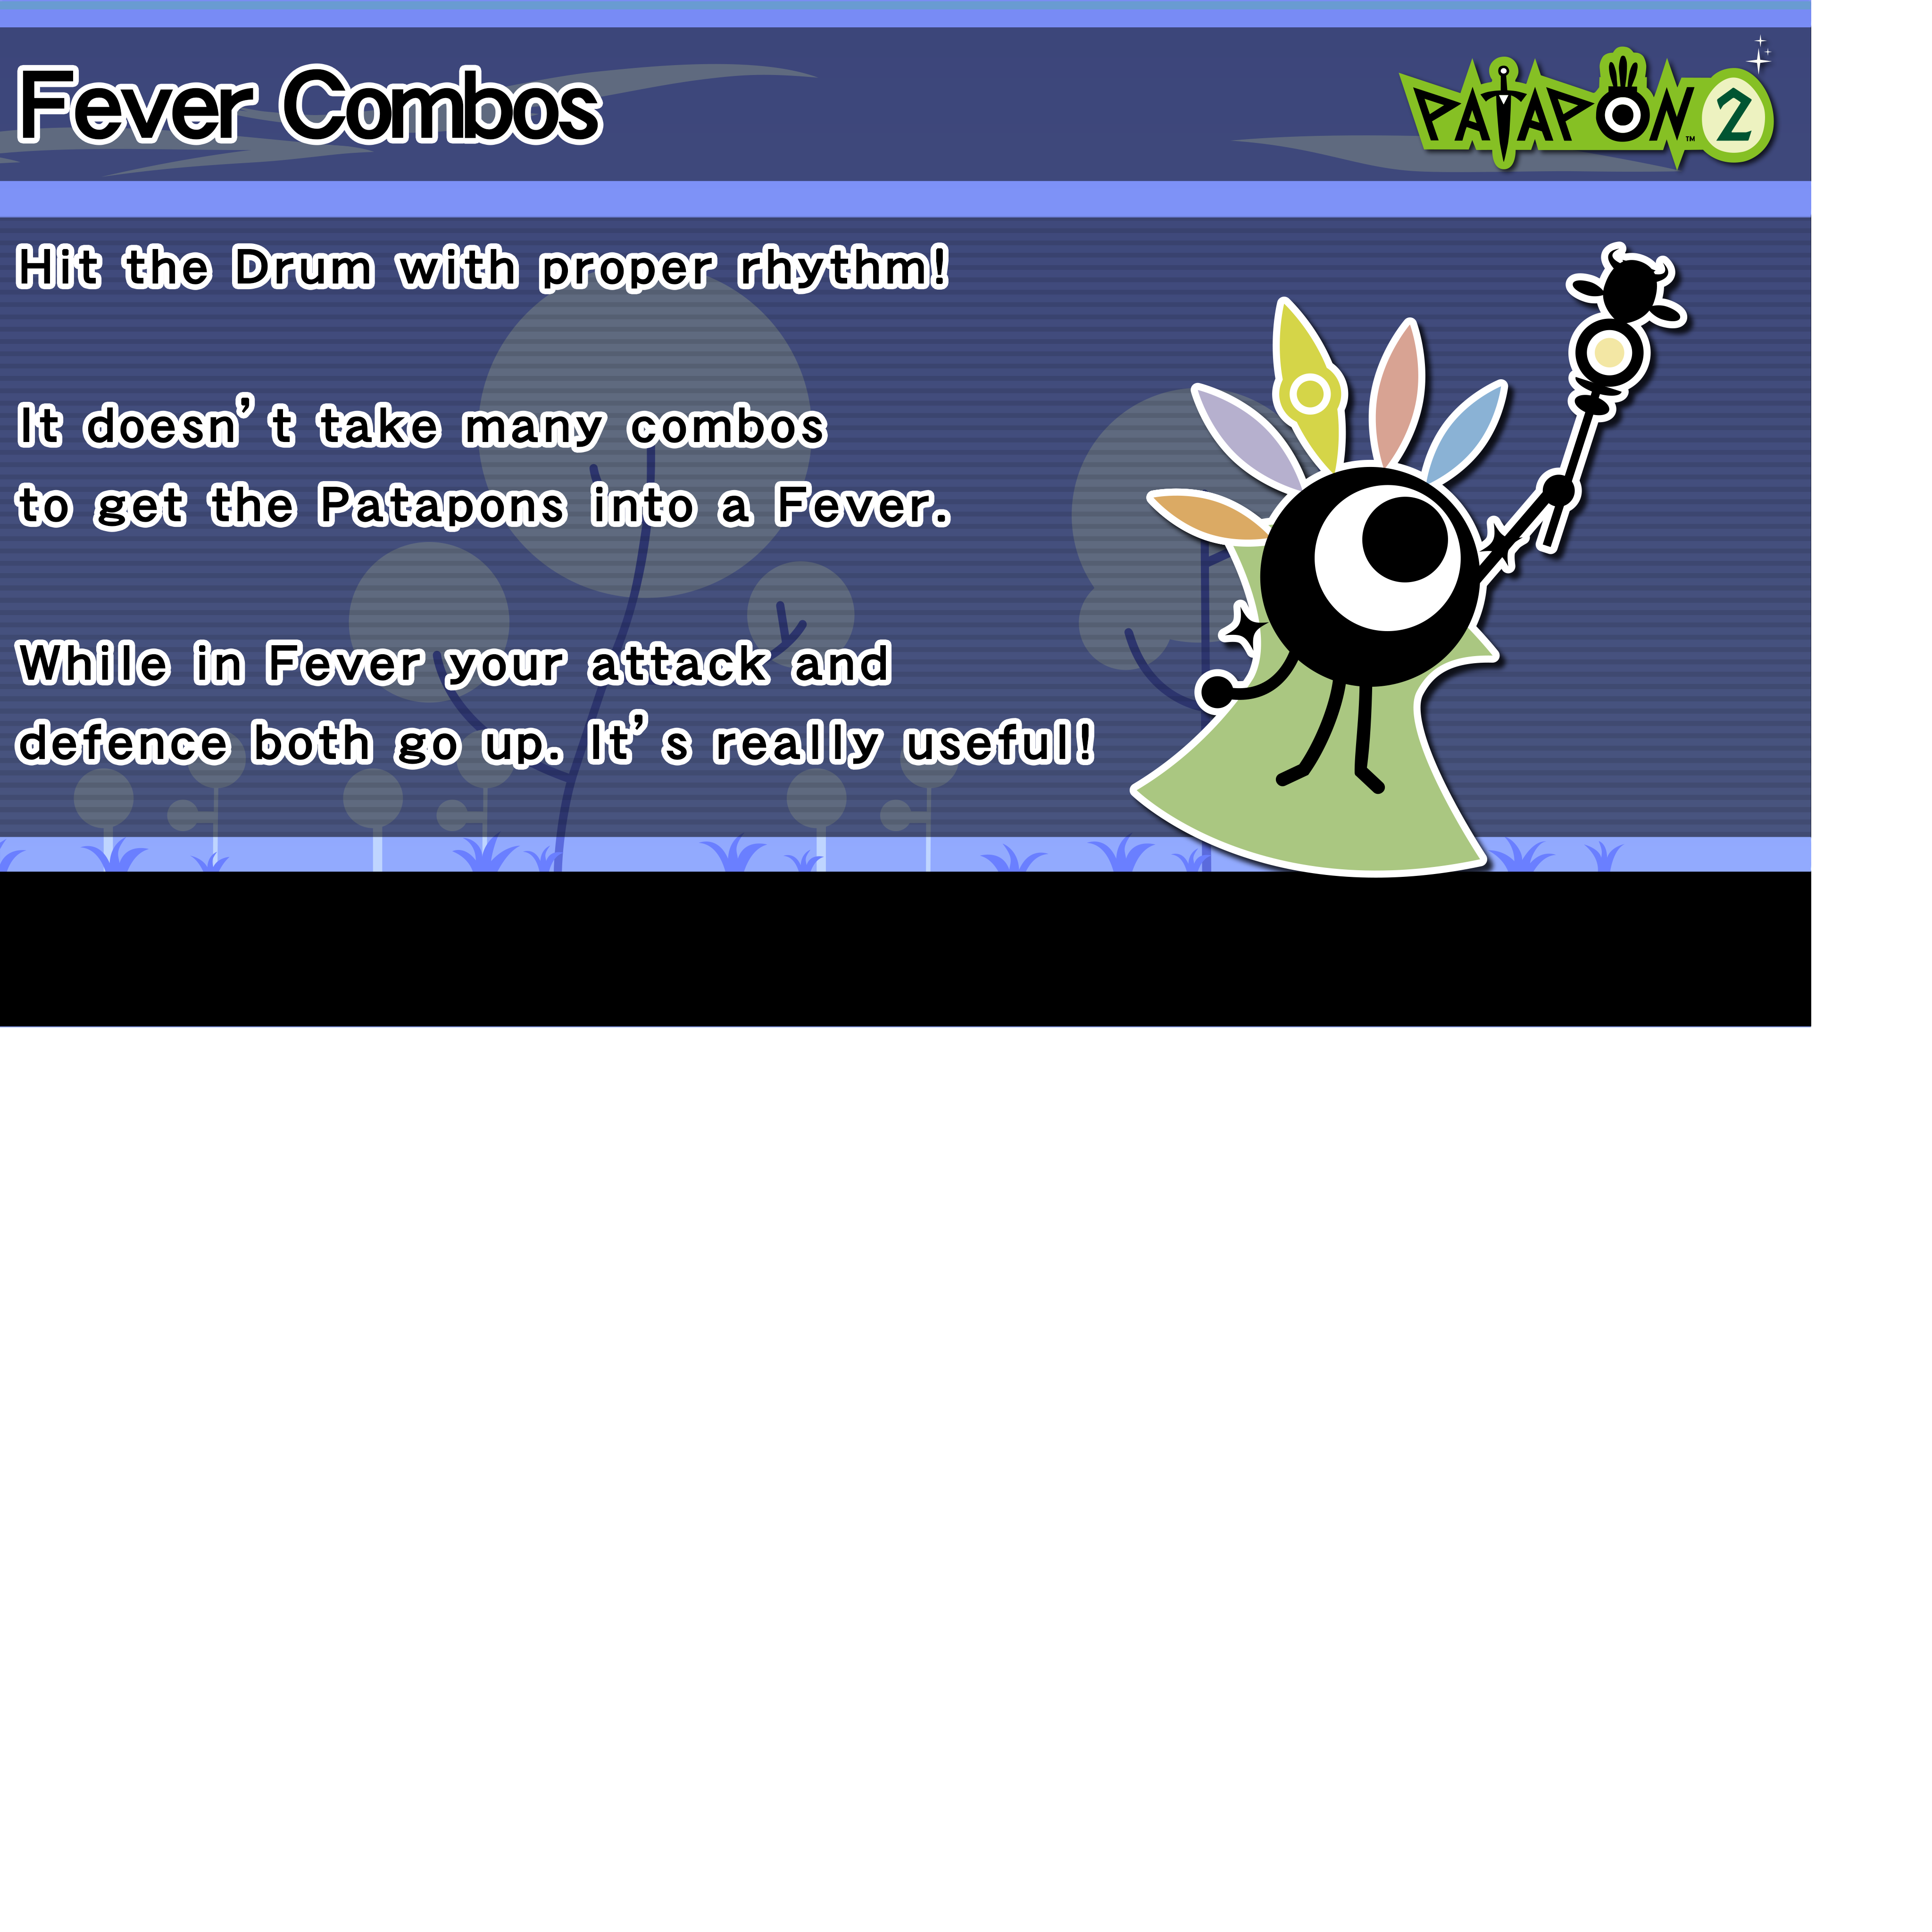 Fever Combos
PATAPON™ 2
Hit the Drum with proper rhythm!
It doesn't take many combos
to get the Patapons into a Fever.
While in Fever your attack and
defence both go up. It's really useful!